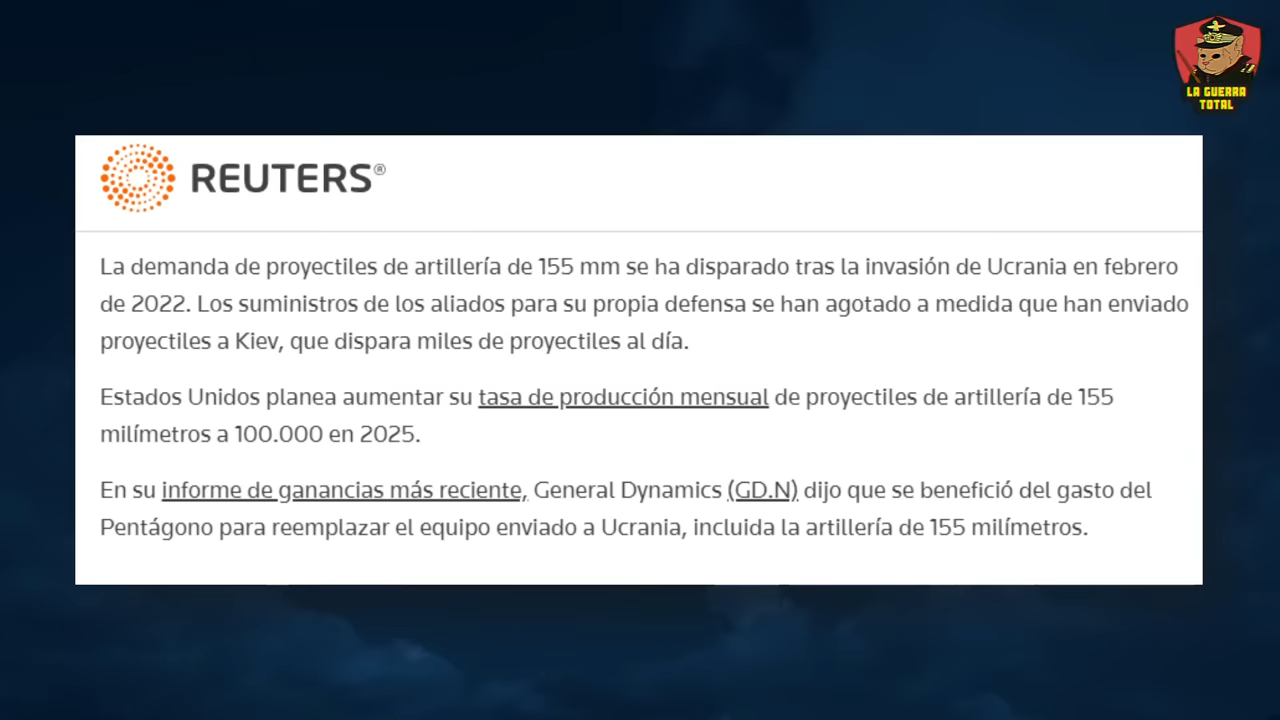 LA GUERRA
TOTAL
REUTERS®
La demanda de proyectiles de artillería de 155 mm se ha disparado tras la invasión de Ucrania en febrero
de 2022. Los suministros de los aliados para su propia defensa se han agotado a medida que han enviado
proyectiles a Kiev, que dispara miles de proyectiles al día.
Estados Unidos planea aumentar su tasa de producción mensual de proyectiles de artillería de 155
milímetros a 100.000 en 2025.
En su informe de ganancias más reciente, General Dynamics (GD.N) dijo que se benefició del gasto del
Pentágono para reemplazar el equipo enviado a Ucrania, incluida la artillería de 155 milímetros.